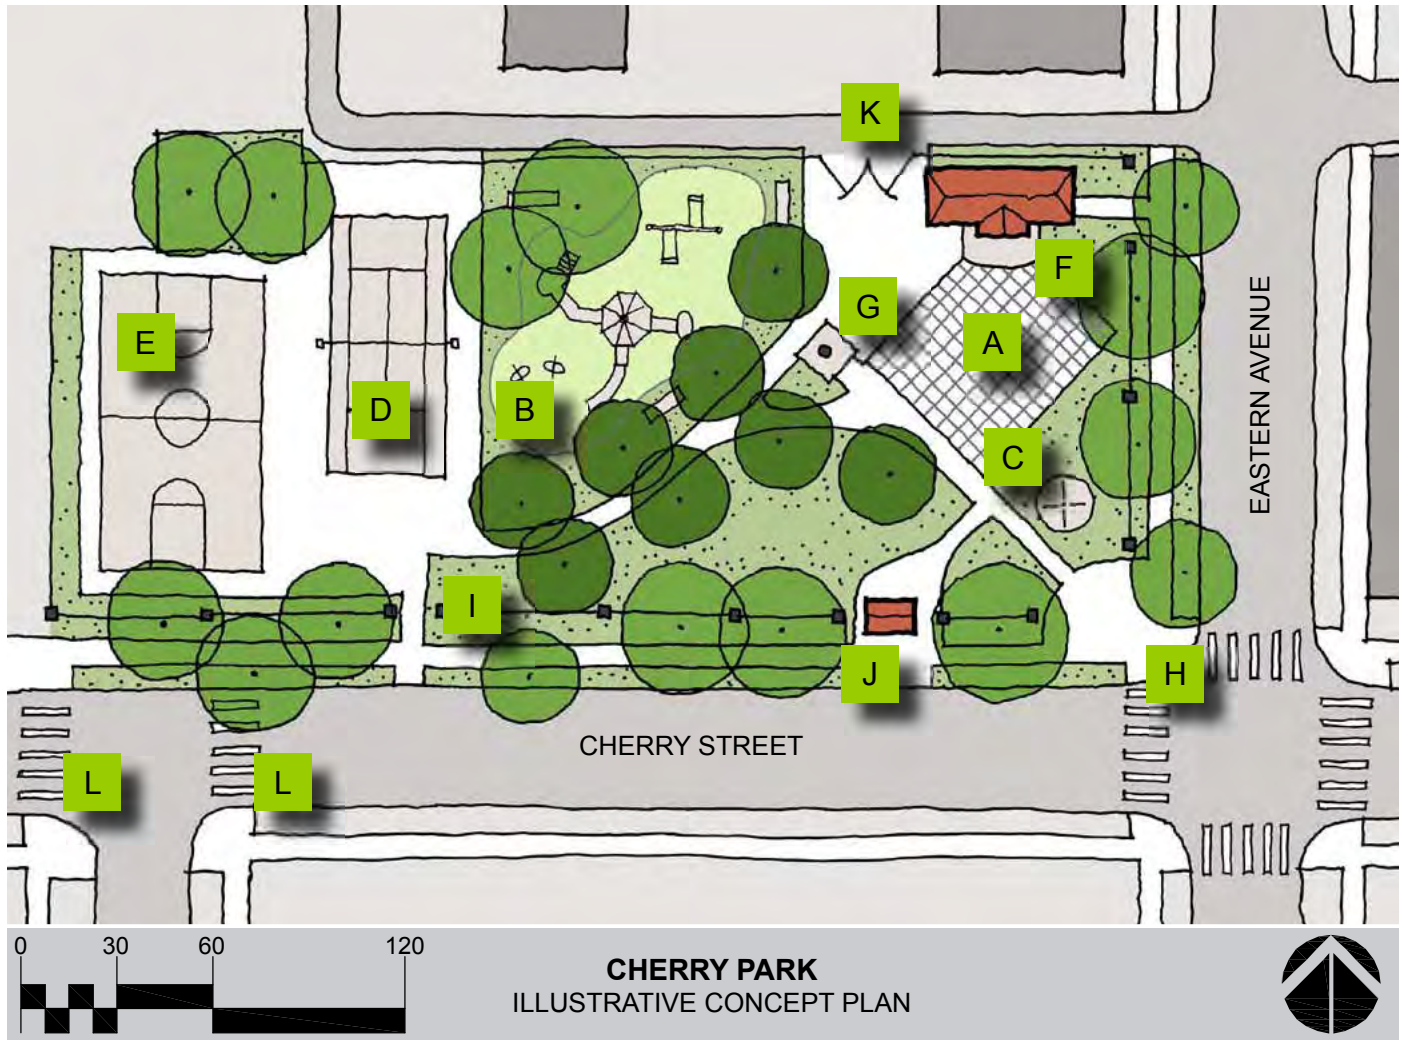 K
F
G
A
E
EASTERN AVENUE
D
B
C
I
J
H
CHERRY STREET
L
L
0 30 60 120
CHERRY PARK
ILLUSTRATIVE CONCEPT PLAN